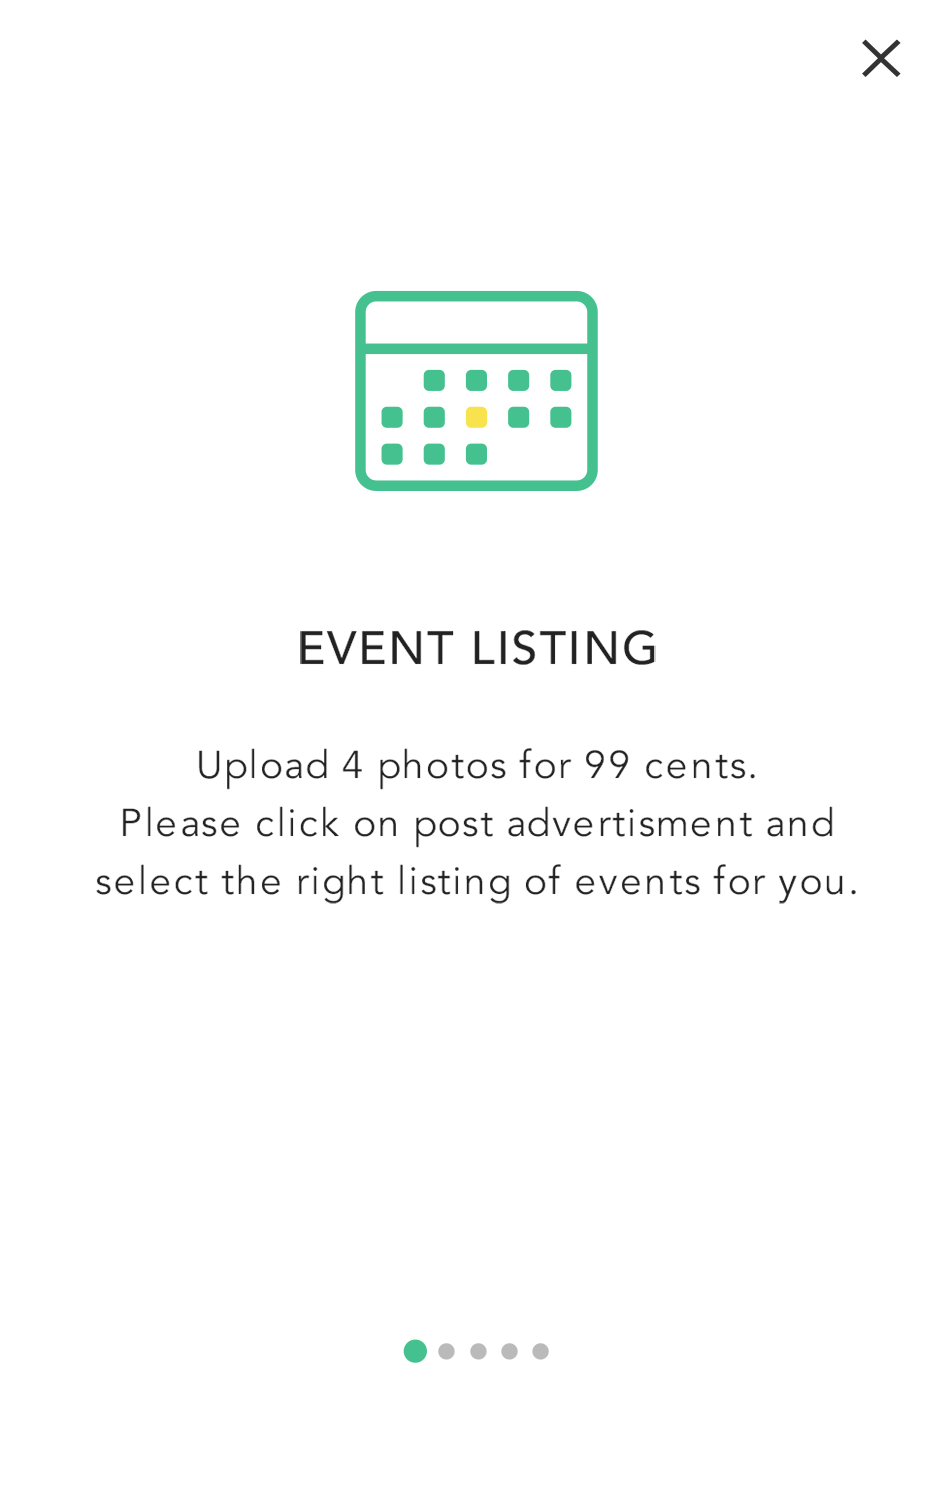 EVENT LISTING
Upload 4 photos for 99 cents.
Please click on post advertisment and
select the right listing of events for you.